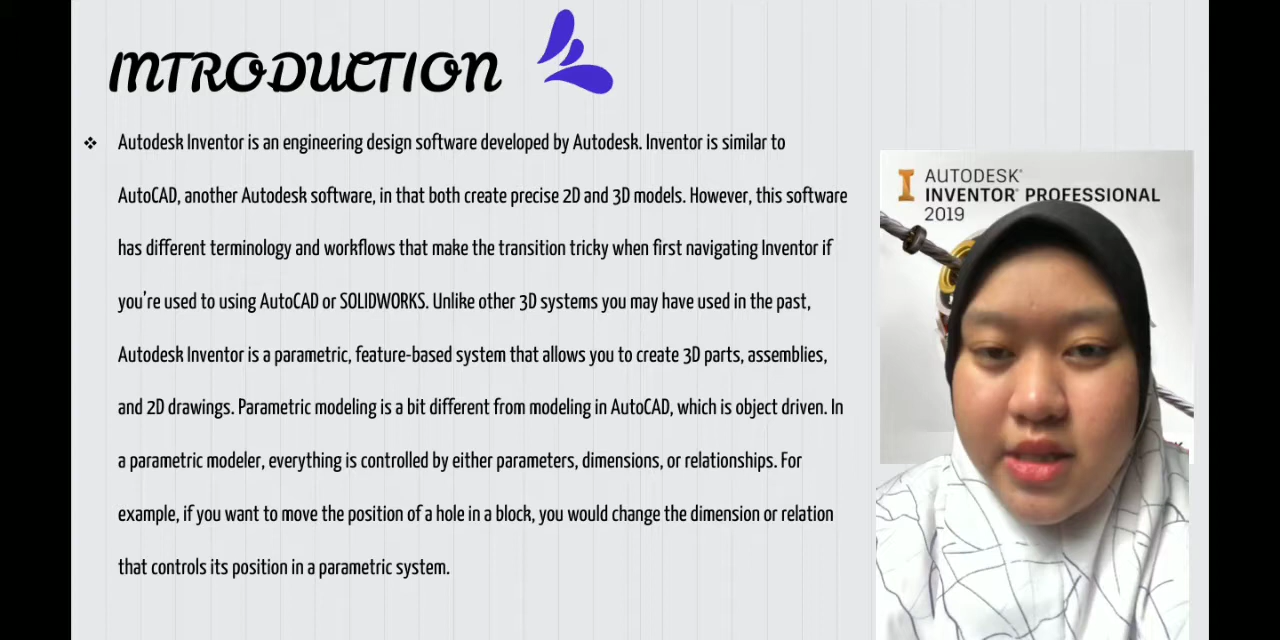 INTRODUCTION
❖ Autodesk Inventor is an engineering design software developed by Autodesk. Inventor is similar to
AutoCAD, another Autodesk software, in that both create precise 2D and 3D models. However, this software
has different terminology and workflows that make the transition tricky when first navigating Inventor if
you're used to using AutoCAD or SOLIDWORKS. Unlike other 3D systems you may have used in the past,
Autodesk Inventor is a parametric, feature-based system that allows you to create 3D parts, assemblies,
and 2D drawings. Parametric modeling is a bit different from modeling in AutoCAD, which is object driven. In
a parametric modeler, everything is controlled by either parameters, dimensions, or relationships. For
example, if you want to move the position of a hole in a block, you would change the dimension or relation
that controls its position in a parametric system.
I AUTODESK®
INVENTOR® PROFESSIONAL
2019